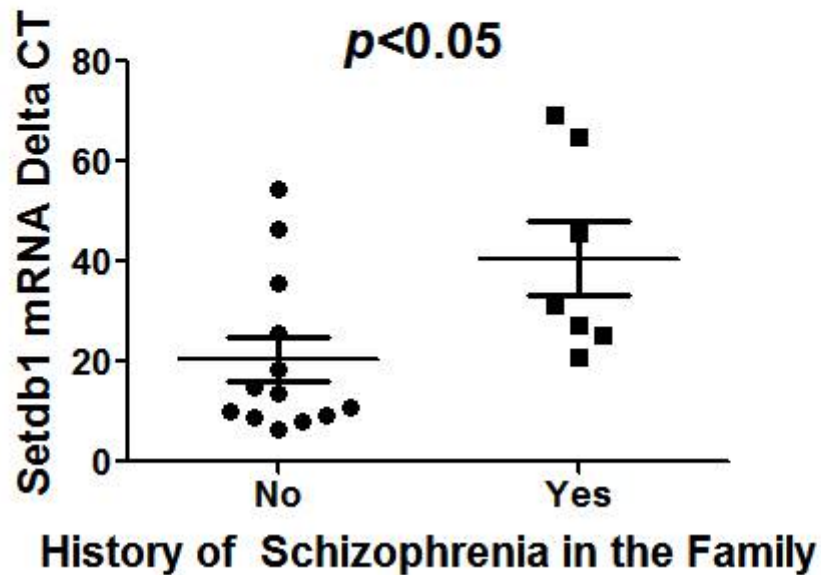 p<0.05
Setdb1 mRNA Delta CT
80
60
40
20
0
No Yes
History of Schizophrenia in the Family